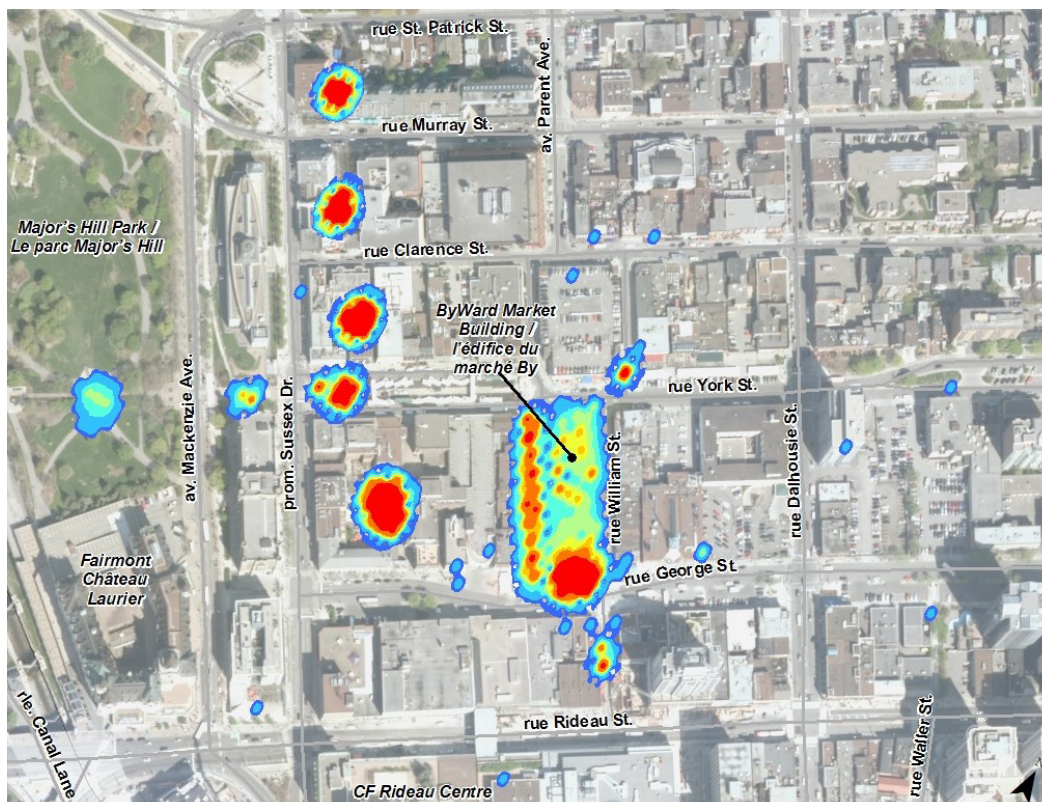 rue St. Patrick St.
av. Parent Ave.
rue Murray St.
Major's Hill Park /
Le parc Major's Hill
rue Clarence St.
ByWard Market
Building /
l'édifice du
marché By
rue York St.
av. Mackenzie Ave.
prom. Sussex Dr.
rue William St.
rue Dalhousie St.
Fairmont
Château
Laurier
rue George St.
rle. Canal Lane
rue Rideau St.
rue Waller St.
CF Rideau Centre